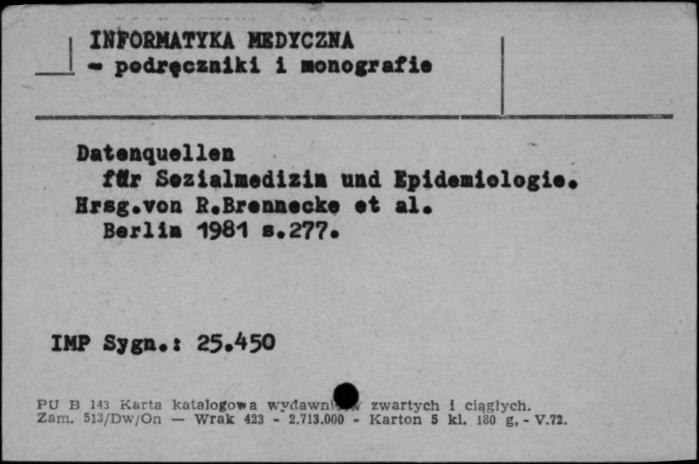 INFORMATYKA MEDYCZNA
- podręczniki i monografie
Datenquellen
für Sozialmedizin und Epidemiologie.
Hrsg.von R.Brennecke et al.
Berlin 1981 s.277.
IMP Sygn.: 25.450
PU B 143 Karta katalogowa wydawnictw zwartych i ciągłych.
Zam. 513/Dw/On — Wrak 423 - 2.713.000 - Karton 5 kl. 180 g, - V.72.